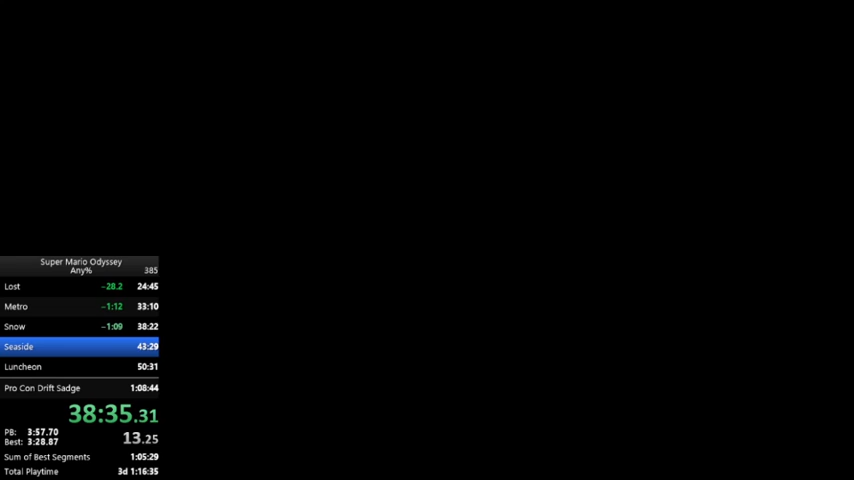 Super Mario Odyssey
Any% 385
Lost -28.2 24:45
Metro -1:12 33:10
Snow -1:09 38:22
Seaside 43:29
Luncheon 50:31
Pro Con Drift Sadge 1:08:44
38:35.31
PB: 3:57.70
Best: 3:28.87 13.25
Sum of Best Segments 1:05:29
Total Playtime 3d 1:16:35